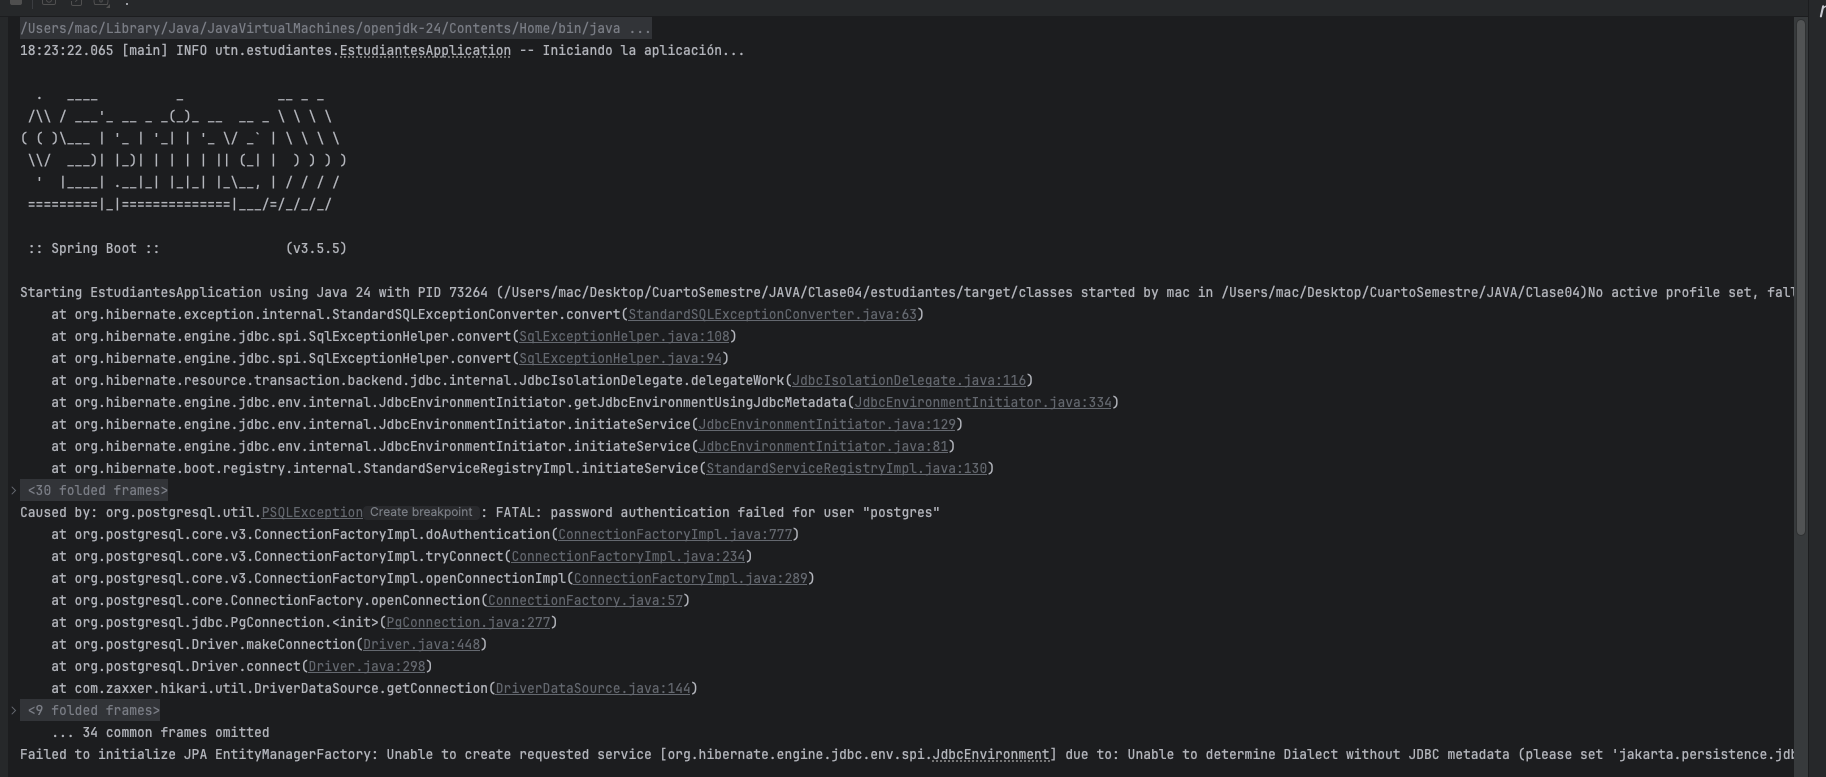 /Users/mac/Library/Java/JavaVirtualMachines/openjdk-24/Contents/Home/bin/java ...
18:23:22.065 [main] INFO utn.estudiantes.EstudiantesApplication -- Iniciando la aplicación...
  .   ____          _            __ _ _
 /\\ / ___'_ __ _ _(_)_ __  __ _ \ \ \ \
( ( )\___ | '_ | '_| | '_ \/ _` | \ \ \ \
 \\/  ___)| |_)| | | | | || (_| |  ) ) ) )
  '  |____| .__|_| |_|_| |_\__, | / / / /
 =========|_|==============|___/=/_/_/_/
 :: Spring Boot ::                (v3.5.5)
Starting EstudiantesApplication using Java 24 with PID 73264 (/Users/mac/Desktop/CuartoSemestre/JAVA/Clase04/estudiantes/target/classes started by mac in /Users/mac/Desktop/CuartoSemestre/JAVA/Clase04)No active profile set, fall
    at org.hibernate.exception.internal.StandardSQLExceptionConverter.convert(StandardSQLExceptionConverter.java:63)
    at org.hibernate.engine.jdbc.spi.SqlExceptionHelper.convert(SqlExceptionHelper.java:108)
    at org.hibernate.engine.jdbc.spi.SqlExceptionHelper.convert(SqlExceptionHelper.java:94)
    at org.hibernate.resource.transaction.backend.jdbc.internal.JdbcIsolationDelegate.delegateWork(JdbcIsolationDelegate.java:116)
    at org.hibernate.engine.jdbc.env.internal.JdbcEnvironmentInitiator.getJdbcEnvironmentUsingJdbcMetadata(JdbcEnvironmentInitiator.java:334)
    at org.hibernate.engine.jdbc.env.internal.JdbcEnvironmentInitiator.initiateService(JdbcEnvironmentInitiator.java:129)
    at org.hibernate.engine.jdbc.env.internal.JdbcEnvironmentInitiator.initiateService(JdbcEnvironmentInitiator.java:81)
    at org.hibernate.boot.registry.internal.StandardServiceRegistryImpl.initiateService(StandardServiceRegistryImpl.java:130)
<30 folded frames>
Caused by: org.postgresql.util.PSQLException Create breakpoint : FATAL: password authentication failed for user "postgres"
    at org.postgresql.core.v3.ConnectionFactoryImpl.doAuthentication(ConnectionFactoryImpl.java:777)
    at org.postgresql.core.v3.ConnectionFactoryImpl.tryConnect(ConnectionFactoryImpl.java:234)
    at org.postgresql.core.v3.ConnectionFactoryImpl.openConnectionImpl(ConnectionFactoryImpl.java:289)
    at org.postgresql.core.ConnectionFactory.openConnection(ConnectionFactory.java:57)
    at org.postgresql.jdbc.PgConnection.<init>(PgConnection.java:277)
    at org.postgresql.Driver.makeConnection(Driver.java:448)
    at org.postgresql.Driver.connect(Driver.java:298)
    at com.zaxxer.hikari.util.DriverDataSource.getConnection(DriverDataSource.java:144)
<9 folded frames>
    ... 34 common frames omitted
Failed to initialize JPA EntityManagerFactory: Unable to create requested service [org.hibernate.engine.jdbc.env.spi.JdbcEnvironment] due to: Unable to determine Dialect without JDBC metadata (please set 'jakarta.persistence.jdb